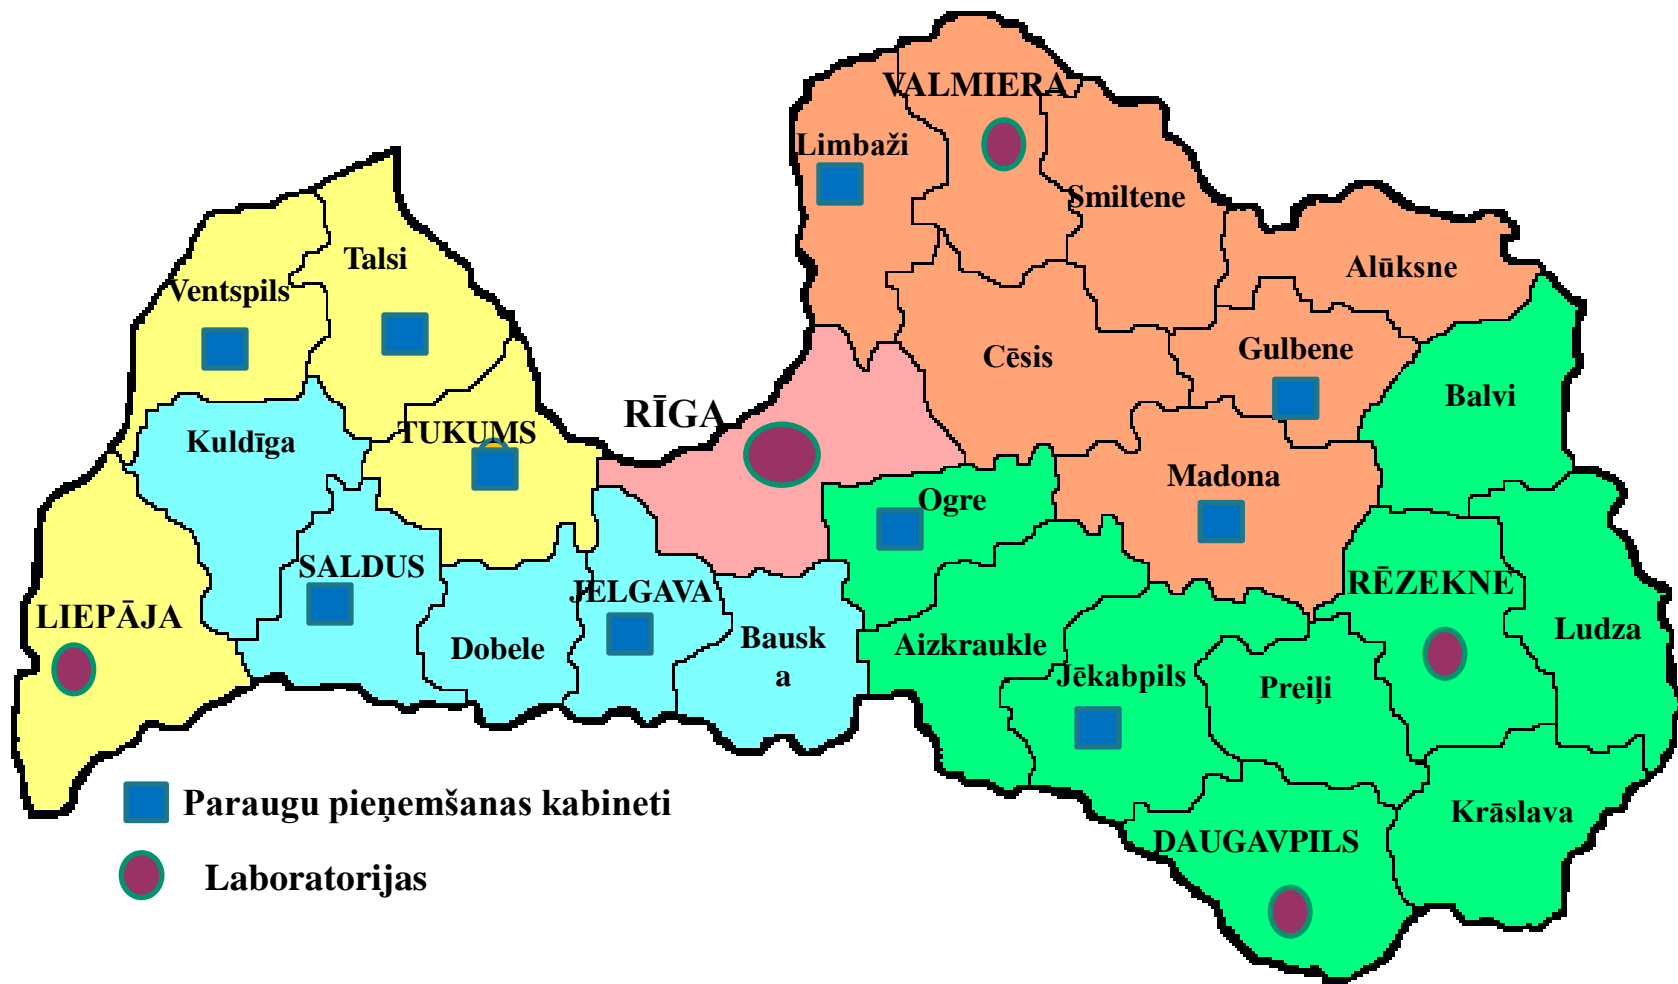 VALMIERA
Limbaži
Smiltene
Talsi
Alūksne
Ventspils
Cēsis
Gulbene
Balvi
RĪGA
TUKUMS
Kuldīga
Madona
Ogre
SALDUS
JELGAVA
RĒZEKNE
LIEPĀJA
Dobele
Bausk
a
Aizkraukle
Ludza
Jēkabpils
Preiļi
Paraugu pieņemšanas kabineti
Krāslava
DAUGAVPILS
Laboratorijas